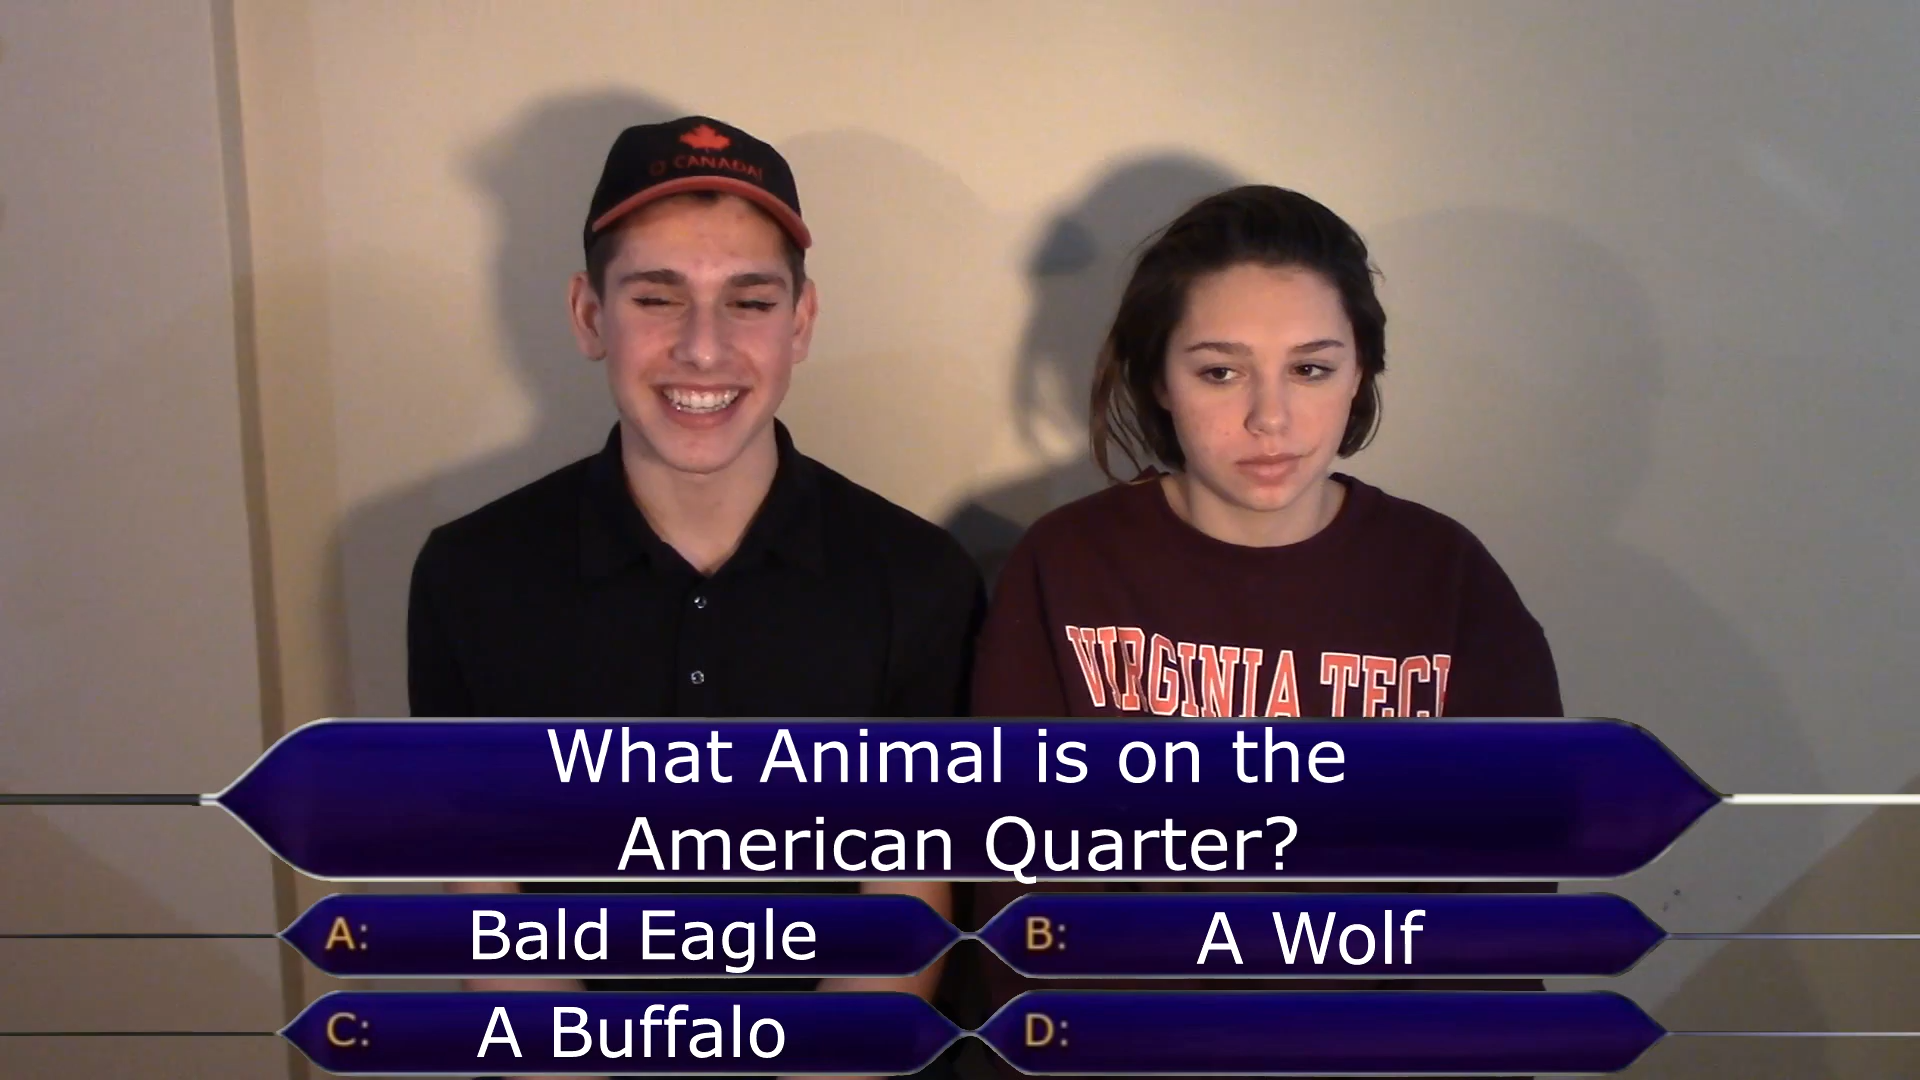 O CANADA!
VIRGINIA TECH
What Animal is on the
American Quarter?
A: Bald Eagle
B: A Wolf
C: A Buffalo
D: